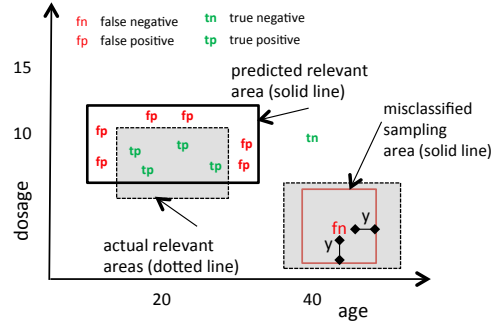 fn false negative tn true negative
fp false positive tp true positive
15
predicted relevant
area (solid line)
misclassified
sampling
area (solid line)
fp fp
10
fp
tn
fp
tp
tp
fp
tp
tp
fp
dosage
fn
y
y
actual relevant
areas (dotted line)
20
40
age